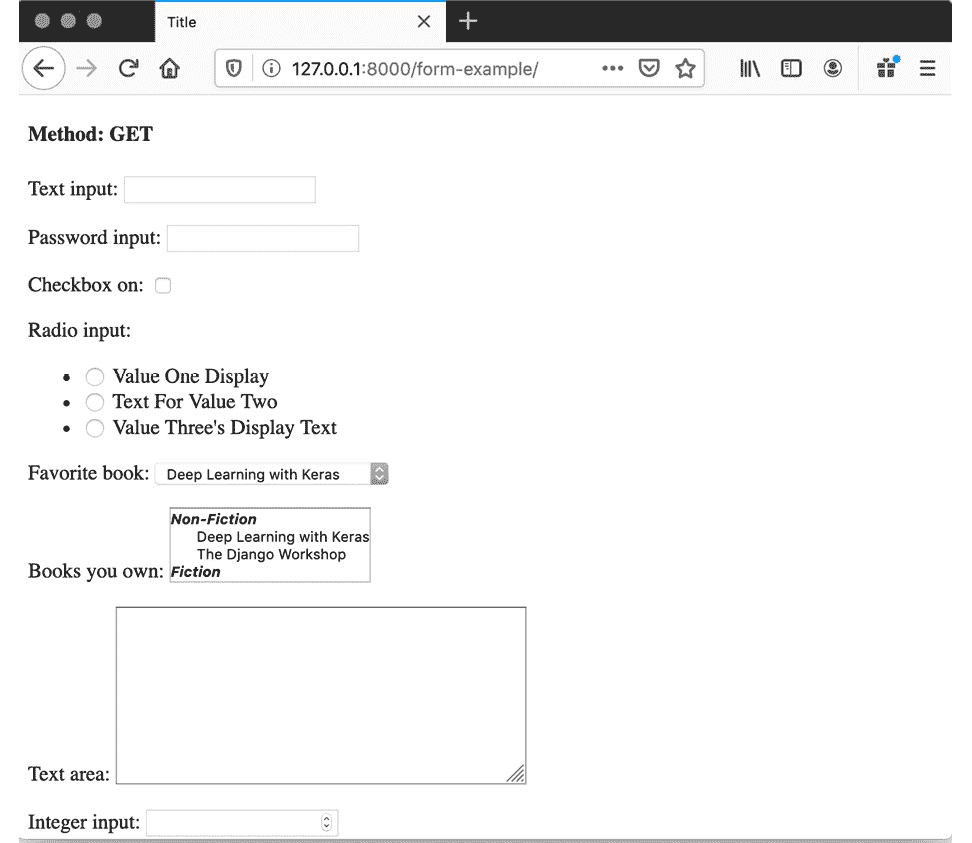 Title
127.0.0.1:8000/form-example/
Method: GET
Text input:
Password input:
Checkbox on:
Radio input:
Value One Display
Text For Value Two
Value Three's Display Text
Favorite book: Deep Learning with Keras
Non-Fiction
Deep Learning with Keras
The Django Workshop
Books you own: Fiction
Text area:
Integer input: